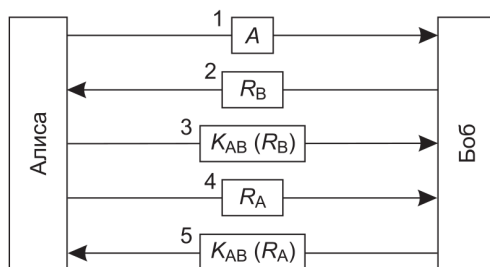 Алиса
1 A
2 R_B
3 K_AB (R_B)
4 R_A
5 K_AB (R_A)
Боб